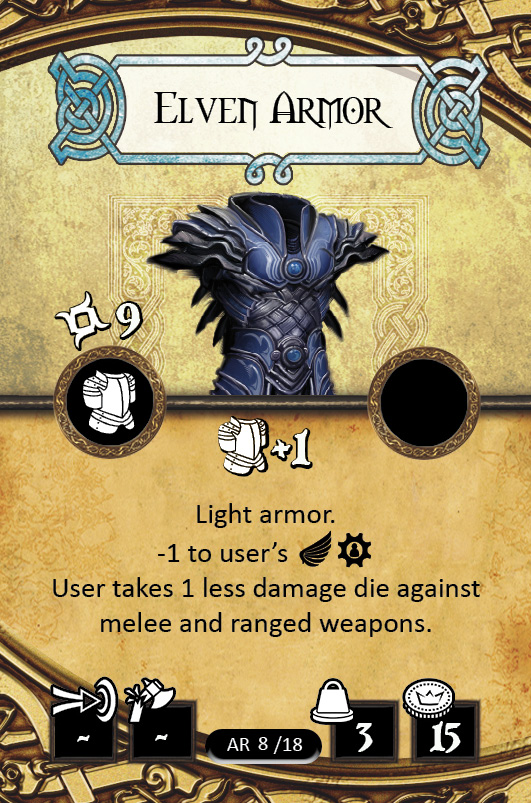 Elven Armor
9
+1
Light armor.
-1 to user's
User takes 1 less damage die against
melee and ranged weapons.
~ ~ AR 8 /18 3 15